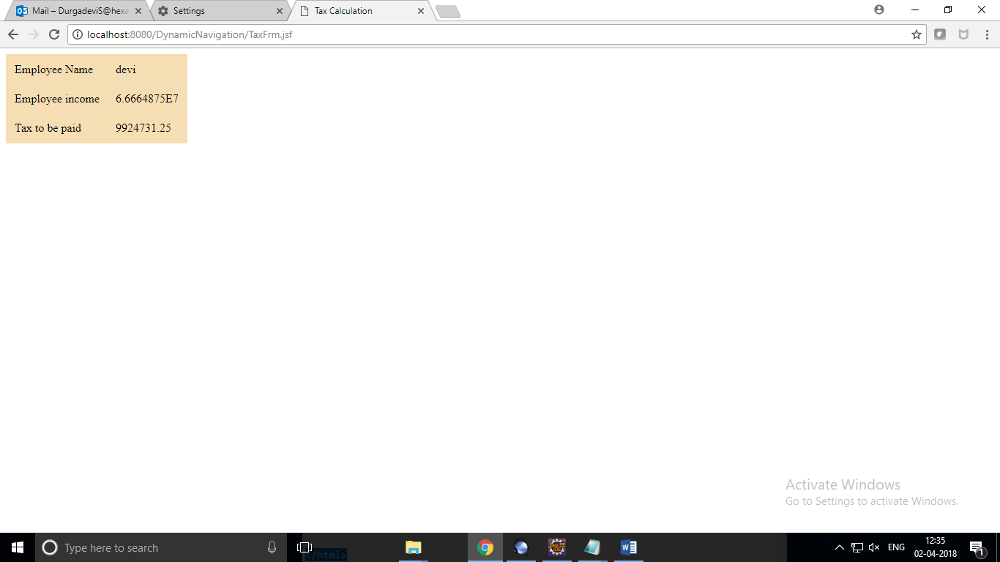 Mail – DurgadeviS@hexa
Settings
Tax Calculation
localhost:8080/DynamicNavigation/TaxFrm.jsf
Employee Name devi
Employee income 6.6664875E7
Tax to be paid 9924731.25
Activate Windows
Go to Settings to activate Windows.
Type here to search
</html>
ENG
12:35
02-04-2018
1